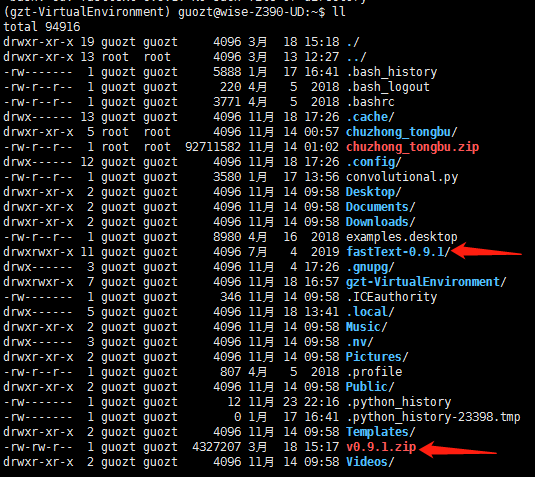 (gzt-VirtualEnvironment) guozt@wise-Z390-UD:~$ ll
total 94916
drwxr-xr-x 19 guozt guozt 4096 3月 18 15:18 ./
drwxr-xr-x 13 root root 4096 3月 13 12:27 ../
-rw------- 1 guozt guozt 5888 1月 17 16:41 .bash_history
-rw-r--r-- 1 guozt guozt 220 4月 5 2018 .bash_logout
-rw-r--r-- 1 guozt guozt 3771 4月 5 2018 .bashrc
drwx------ 13 guozt guozt 4096 11月 18 17:26 .cache/
drwxr-xr-x 5 root root 4096 11月 14 00:57 chuzhong_tongbu/
-rw-r--r-- 1 root root 92711582 11月 14 01:02 chuzhong_tongbu.zip
drwx------ 12 guozt guozt 4096 11月 18 17:26 .config/
-rw-r--r-- 1 guozt guozt 3580 1月 17 13:56 convolutional.py
drwxr-xr-x 2 guozt guozt 4096 11月 14 09:58 Desktop/
drwxr-xr-x 2 guozt guozt 4096 11月 14 09:58 Documents/
drwxr-xr-x 2 guozt guozt 4096 11月 14 09:58 Downloads/
-rw-r--r-- 1 guozt guozt 8980 4月 16 2018 examples.desktop
drwxrwxr-x 11 guozt guozt 4096 7月 4 2019 fastText-0.9.1/
drwx------ 3 guozt guozt 4096 11月 4 17:26 .gnupg/
drwxrwxr-x 7 guozt guozt 4096 11月 18 16:57 gzt-VirtualEnvironment/
-rw------- 1 guozt guozt 346 11月 14 09:58 .ICEauthority
drwx------ 5 guozt guozt 4096 11月 18 13:41 .local/
drwxr-xr-x 2 guozt guozt 4096 11月 14 09:58 Music/
drwx------ 3 guozt guozt 4096 11月 14 09:58 .nv/
drwxr-xr-x 2 guozt guozt 4096 11月 14 09:58 Pictures/
-rw-r--r-- 1 guozt guozt 807 4月 5 2018 .profile
drwxr-xr-x 2 guozt guozt 4096 11月 14 09:58 Public/
-rw------- 1 guozt guozt 12 11月 23 22:16 .python_history
-rw------- 1 guozt guozt 0 1月 17 16:41 .python_history-23398.tmp
drwxr-xr-x 2 guozt guozt 4096 11月 14 09:58 Templates/
-rw-rw-r-- 1 guozt guozt 4327207 3月 18 15:17 v0.9.1.zip
drwxr-xr-x 2 guozt guozt 4096 11月 14 09:58 Videos/